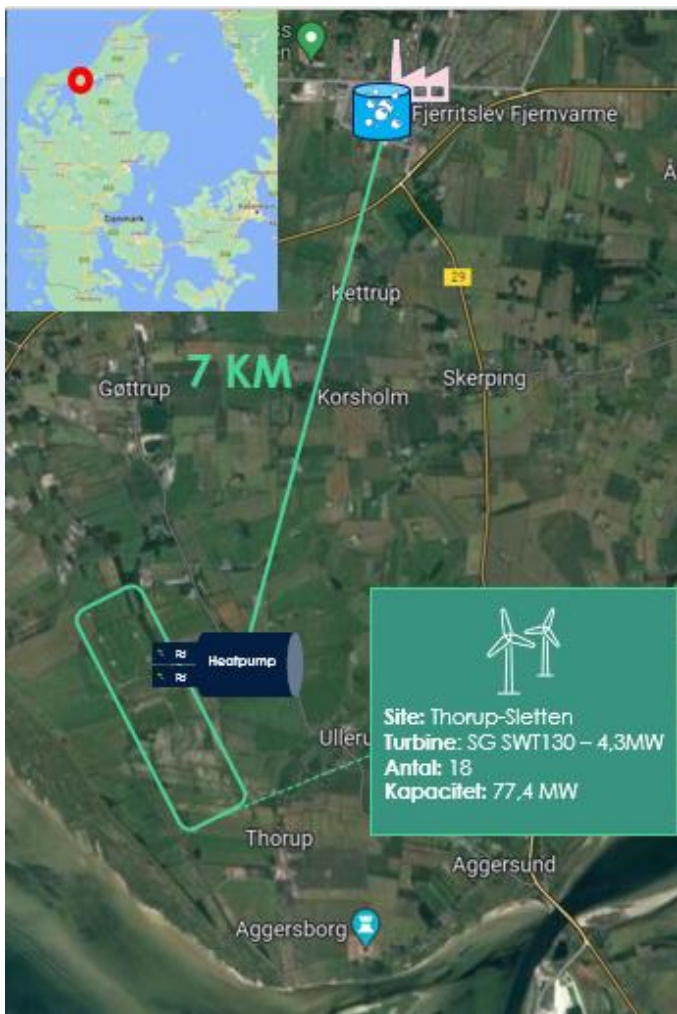 Danmark
Fjerritslev Fjernvarme
Kettrup
29
7 KM
Gøttrup
Skerping
Korsholm
Heatpump
Site: Thorup-Sletten
Turbine: SG SWT130 – 4,3MW
Antal: 18
Kapacitet: 77,4 MW
Thorup
Aggersund
Aggersborg